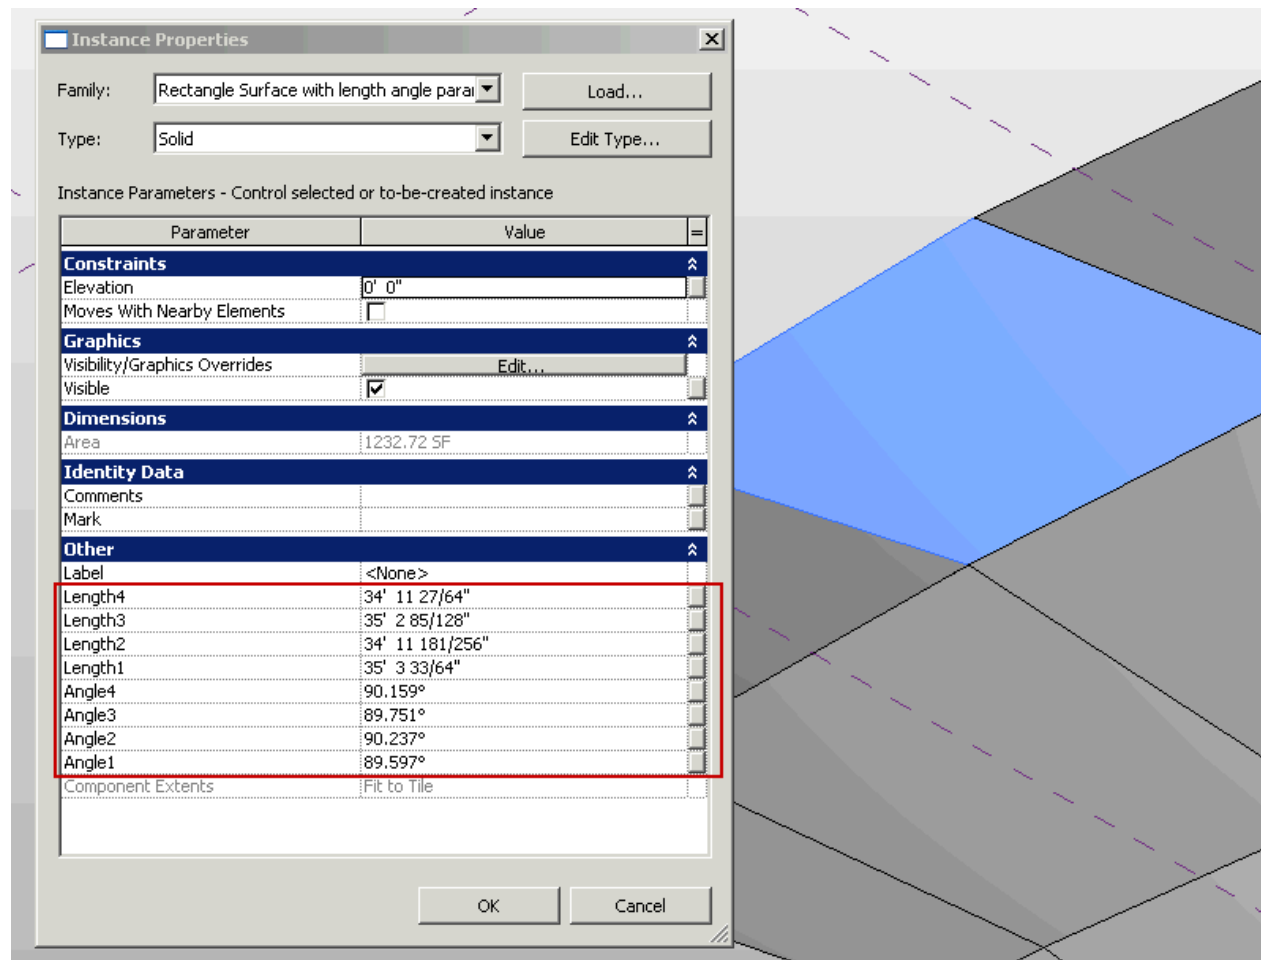 Instance Properties
Family: Rectangle Surface with length angle parar Load...
Type: Solid Edit Type...
Instance Parameters - Control selected or to-be-created instance
Parameter Value =
Constraints
Elevation 0' 0"
Moves With Nearby Elements
Graphics
Visibility/Graphics Overrides Edit...
Visible
Dimensions
Area 1232.72 SF
Identity Data
Comments
Mark
Other
Label <None>
Length4 34' 11 27/64"
Length3 35' 2 85/128"
Length2 34' 11 181/256"
Length1 35' 3 33/64"
Angle4 90.159°
Angle3 89.751°
Angle2 90.237°
Angle1 89.597°
Component Extents Fit to Tile
OK Cancel